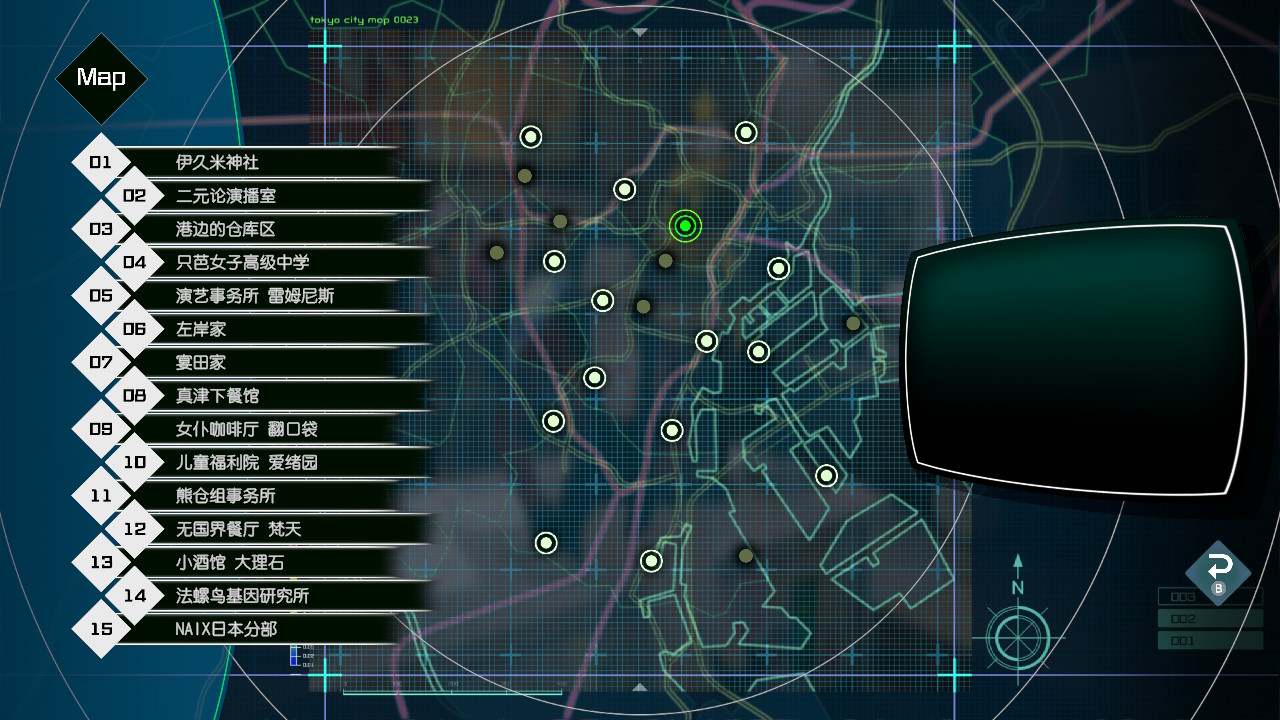 tokyo city map 0023
Map
01 伊久米神社
02 二元论演播室
03 港边的仓库区
04 只芭女子高级中学
05 演艺事务所 雷姆尼斯
06 左岸家
07 宴田家
08 真津下餐馆
09 女仆咖啡厅 翻口袋
10 儿童福利院 爱绪园
11 熊仓组事务所
12 无国界餐厅 梵天
13 小酒馆 大理石
14 法螺鸟基因研究所
15 NAIX日本分部
N
B
003
002
001